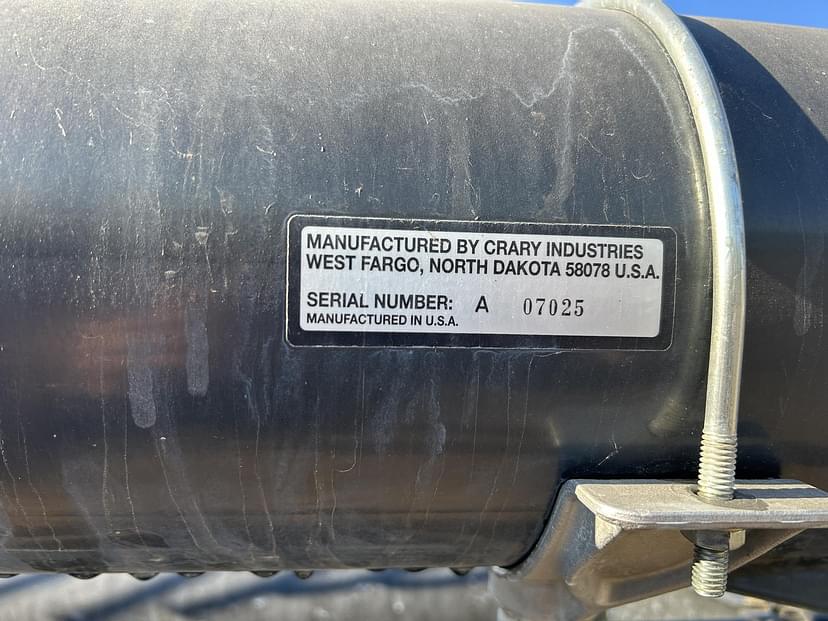 MANUFACTURED BY CRARY INDUSTRIES
WEST FARGO, NORTH DAKOTA 58078 U.S.A.
SERIAL NUMBER: A 07025
MANUFACTURED IN U.S.A.